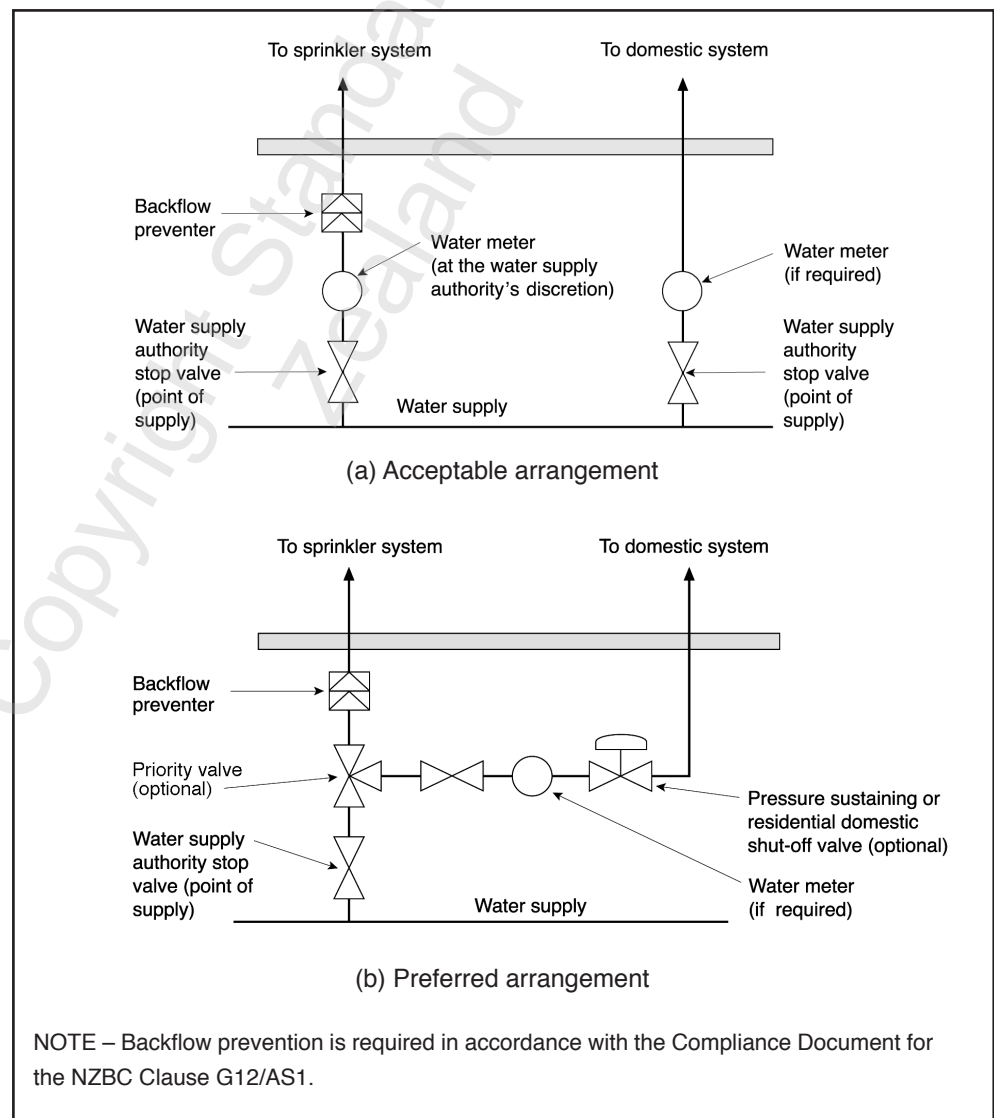 To sprinkler system
To domestic system
Backflow
preventer
Water meter
(at the water supply
authority's discretion)
Water meter
(if required)
Water supply
authority
stop valve
(point of
supply)
Water supply
authority
stop valve
(point of
supply)
Water supply
(a) Acceptable arrangement
To sprinkler system
To domestic system
Backflow
preventer
Priority valve
(optional)
Pressure sustaining or
residential domestic
shut-off valve (optional)
Water supply
authority stop
valve (point of
supply)
Water meter
(if required)
Water supply
(b) Preferred arrangement
NOTE – Backflow prevention is required in accordance with the Compliance Document for
the NZBC Clause G12/AS1.
Copyright Standa
Zealand